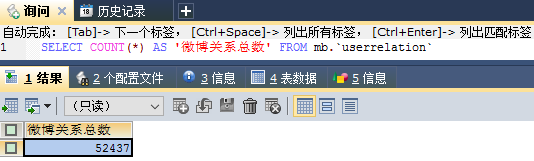 询问 历史记录
自动完成: [Tab]-> 下一个标签, [Ctrl+Space]-> 列出所有标签, [Ctrl+Enter]-> 列出匹配标签
1 SELECT COUNT(*) AS '微博关系总数' FROM mb.`userrelation`
1 结果 2 个配置文件 3 信息 4 表数据 5 信息
(只读)
微博关系总数
52437